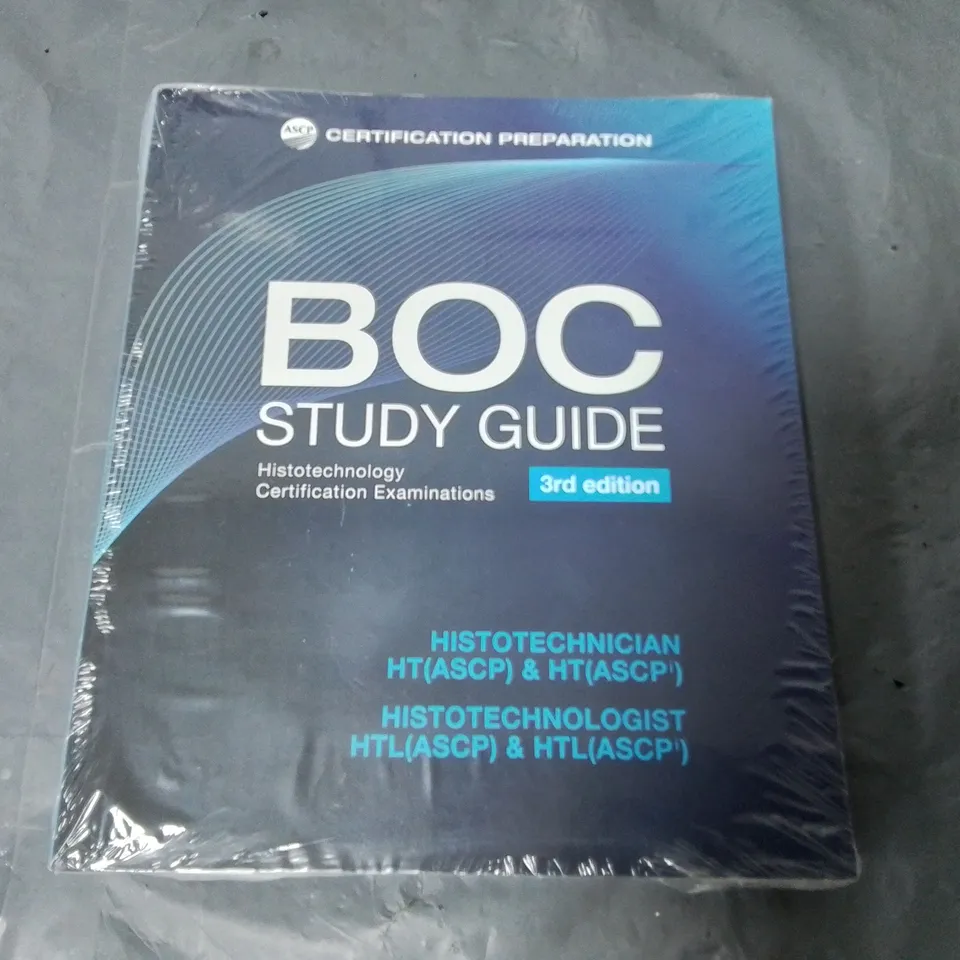 ASCP CERTIFICATION PREPARATION
BOC
STUDY GUIDE
Histotechnology
Certification Examinations
3rd edition
HISTOTECHNICIAN
HT(ASCP) & HT(ASCPⁱ)
HISTOTECHNOLOGIST
HTL(ASCP) & HTL(ASCPⁱ)